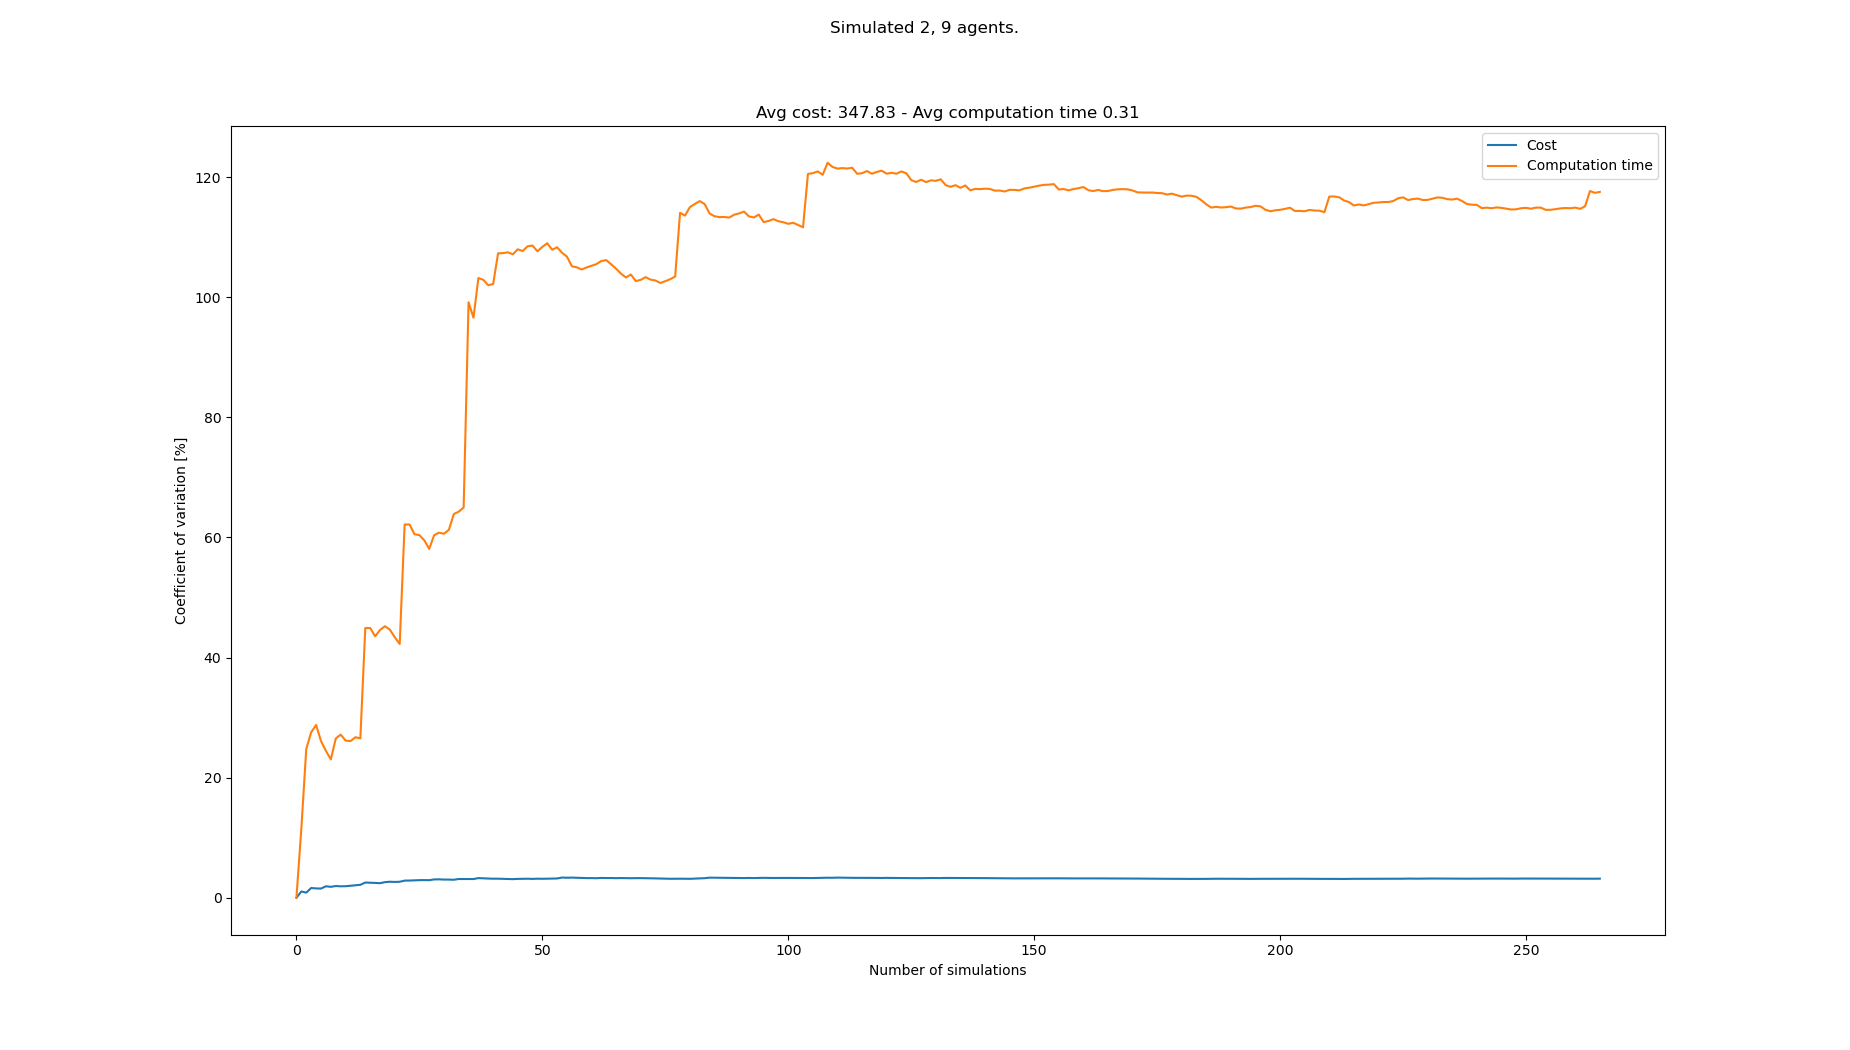 Simulated 2, 9 agents.
Avg cost: 347.83 - Avg computation time 0.31
Cost
Computation time
120
100
80
60
40
20
0
Coefficient of variation [%]
0 50 100 150 200 250
Number of simulations